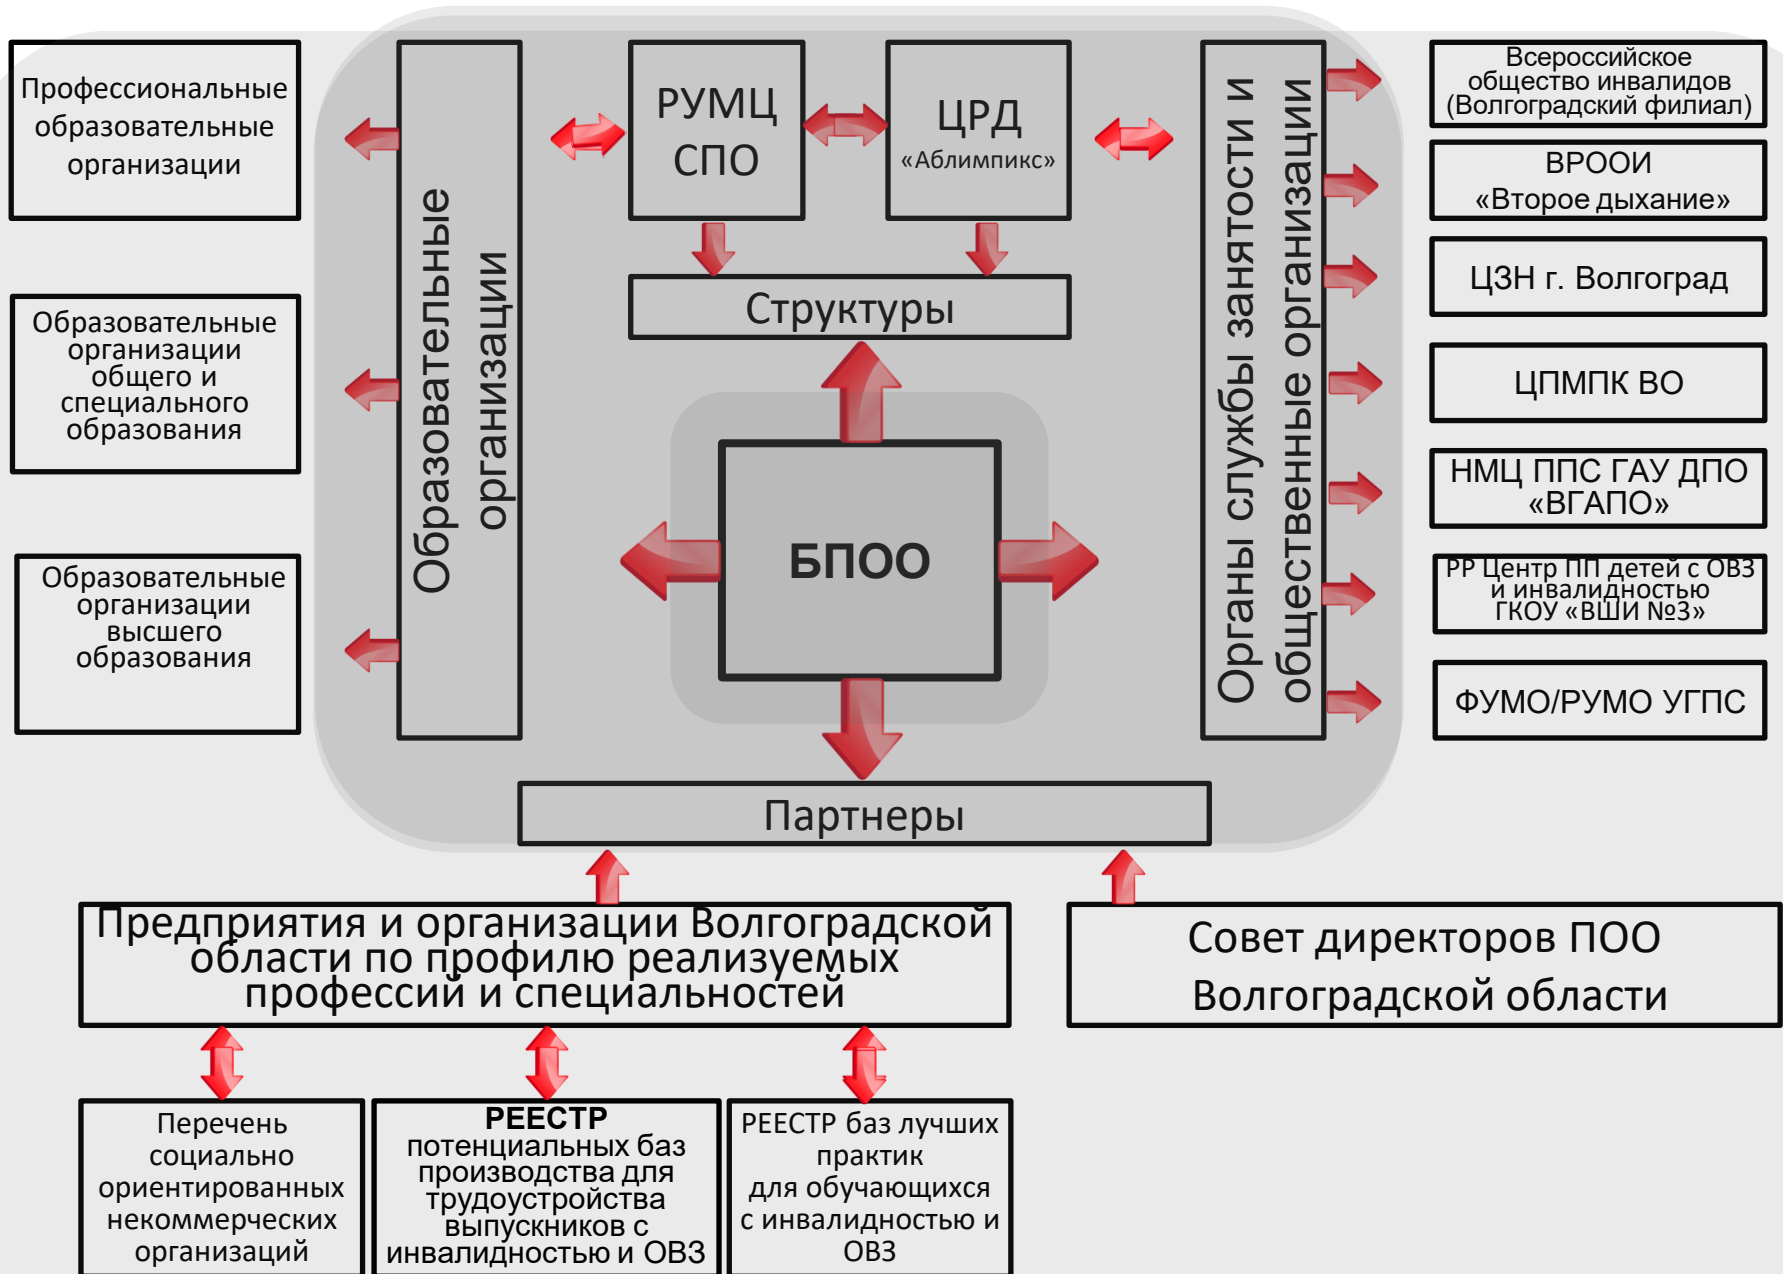 Профессиональные
образовательные
организации
Образовательные
организации
общего и
специального
образования
Образовательные
организации
высшего
образования
Образовательные
организации
РУМЦ
СПО
ЦРД
«Аблимпикс»
Структуры
БПОО
Партнеры
Органы службы занятости и
общественные организации
Всероссийское
общество инвалидов
(Волгоградский филиал)
ВРООИ
«Второе дыхание»
ЦЗН г. Волгоград
ЦПМПК ВО
НМЦ ППС ГАУ ДПО
«ВГАПО»
РР Центр ПП детей с ОВЗ
и инвалидностью
ГКОУ «ВШИ №3»
ФУМО/РУМО УГПС
Предприятия и организации Волгоградской
области по профилю реализуемых
профессий и специальностей
Совет директоров ПОО
Волгоградской области
Перечень
социально
ориентированных
некоммерческих
организаций
РЕЕСТР
потенциальных баз
производства для
трудоустройства
выпускников с
инвалидностью и ОВЗ
РЕЕСТР баз лучших
практик
для обучающихся
с инвалидностью и
ОВЗ